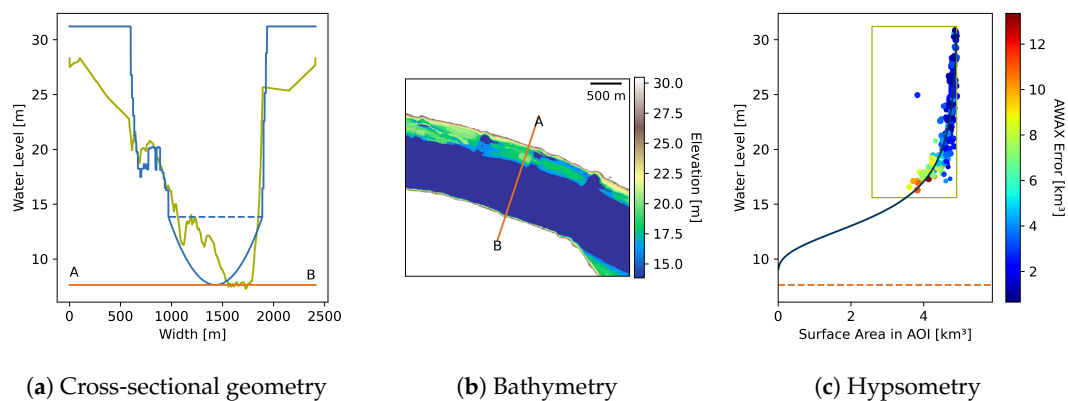 30
25
20
15
10
Water Level [m]
A
B
0
500
1000
1500
2000
2500
Width [m]
(a) Cross-sectional geometry
500 m
A
B
30.0
27.5
25.0
22.5
20.0
17.5
15.0
Elevation [m]
(b) Bathymetry
30
25
20
15
10
Water Level [m]
0
2
4
Surface Area in AOI [km³]
12
10
8
6
4
2
AWAX Error [km³]
(c) Hypsometry